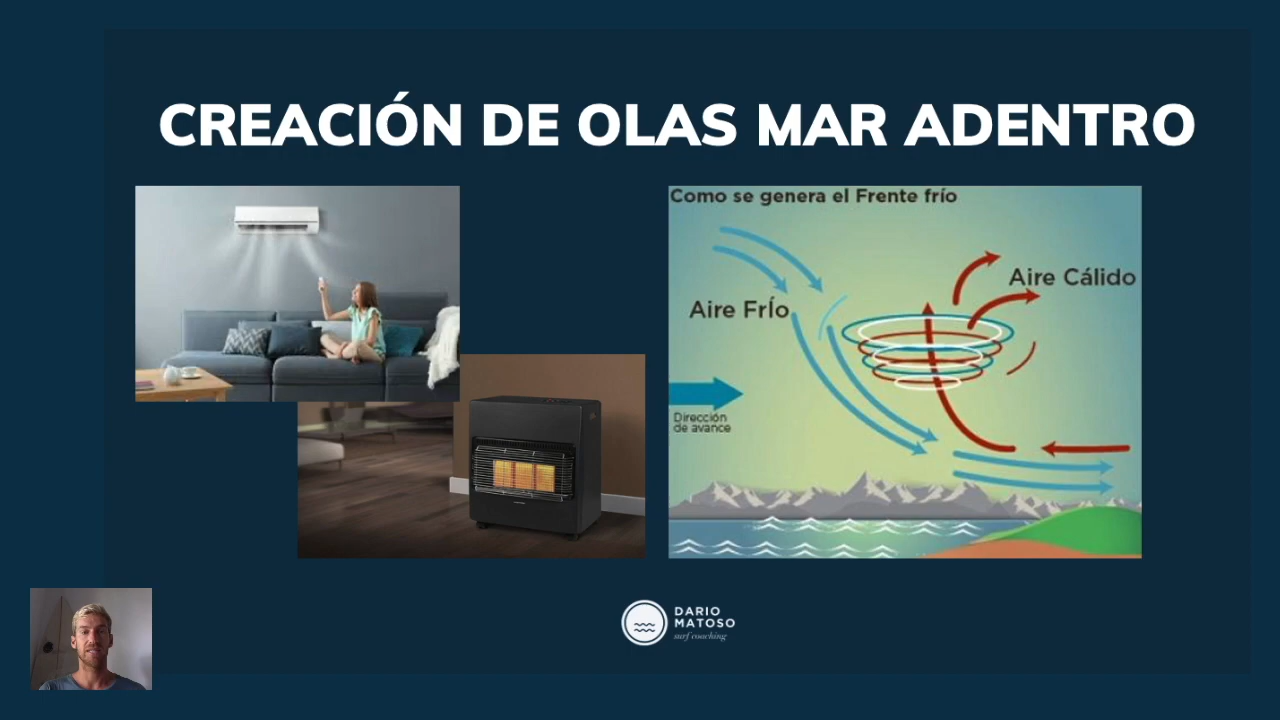 CREACIÓN DE OLAS MAR ADENTRO
Como se genera el Frente frío
Aire Cálido
Aire FrÍo
Dirección
de avance
DARIO
MATOSO
surf coaching